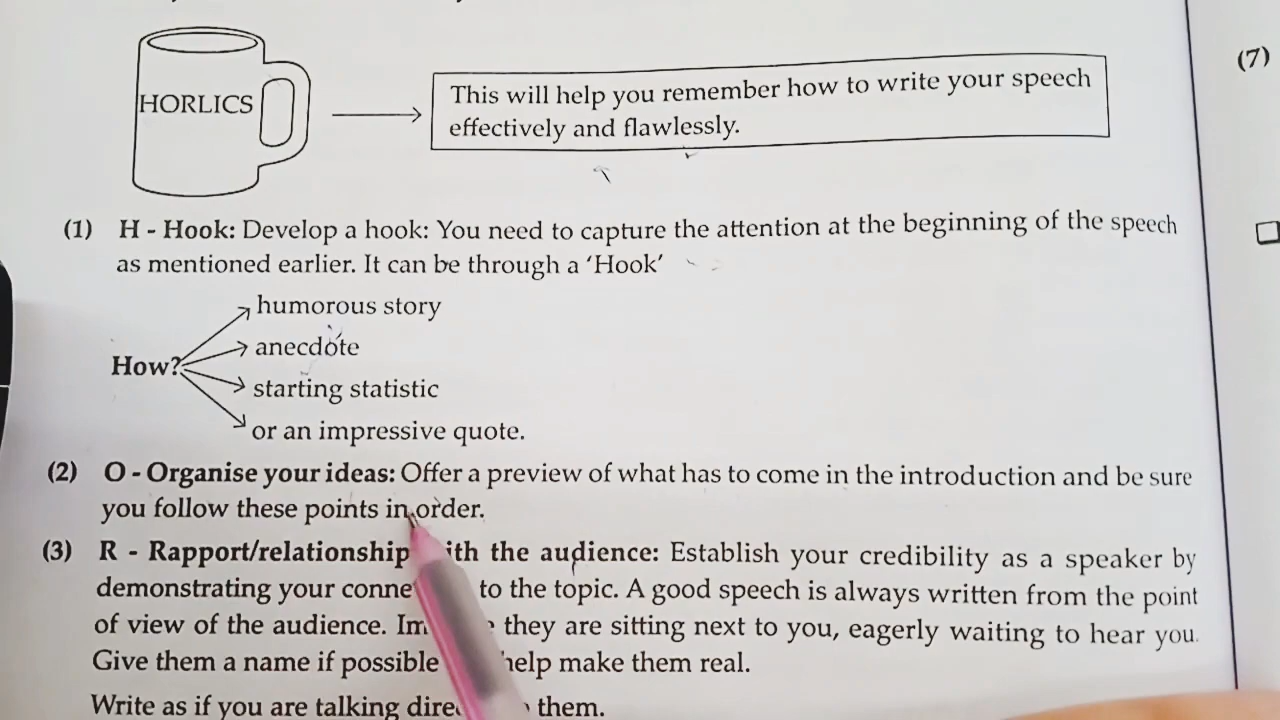 HORLICS
This will help you remember how to write your speech
effectively and flawlessly.
(7)
(1) H - Hook: Develop a hook: You need to capture the attention at the beginning of the speech
as mentioned earlier. It can be through a ‘Hook’
humorous story
anecdote
How?
starting statistic
or an impressive quote.
(2) O - Organise your ideas: Offer a preview of what has to come in the introduction and be sure
you follow these points in order.
(3) R - Rapport/relationship with the audience: Establish your credibility as a speaker by
demonstrating your to the topic. A good speech is always written from the point
of view of the audience. they are sitting next to you, eagerly waiting to hear you.
Give them a name if possible help make them real.
Write as if you are talking them.